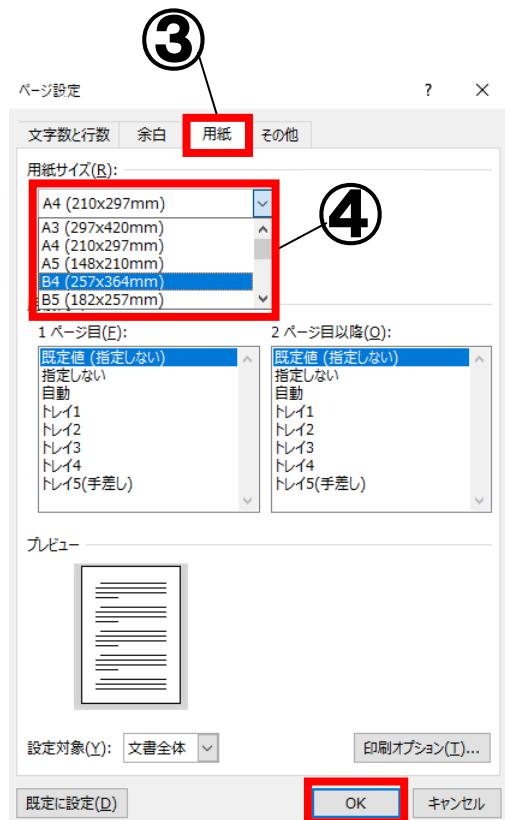 ③
ページ設定 ? ×
文字数と行数 余白 用紙 その他
用紙サイズ(R):
A4 (210x297mm)
④
A3 (297x420mm)
A4 (210x297mm)
A5 (148x210mm)
B4 (257x364mm)
B5 (182x257mm)
1 ページ目(F): 2 ページ目以降(O):
既定値 (指定しない) 既定値 (指定しない)
指定しない 指定しない
自動 自動
トレイ1 トレイ1
トレイ2 トレイ2
トレイ3 トレイ3
トレイ4 トレイ4
トレイ5(手差し) トレイ5(手差し)
プレビュー
設定対象(Y): 文書全体 印刷オプション(T)...
既定に設定(D) OK キャンセル